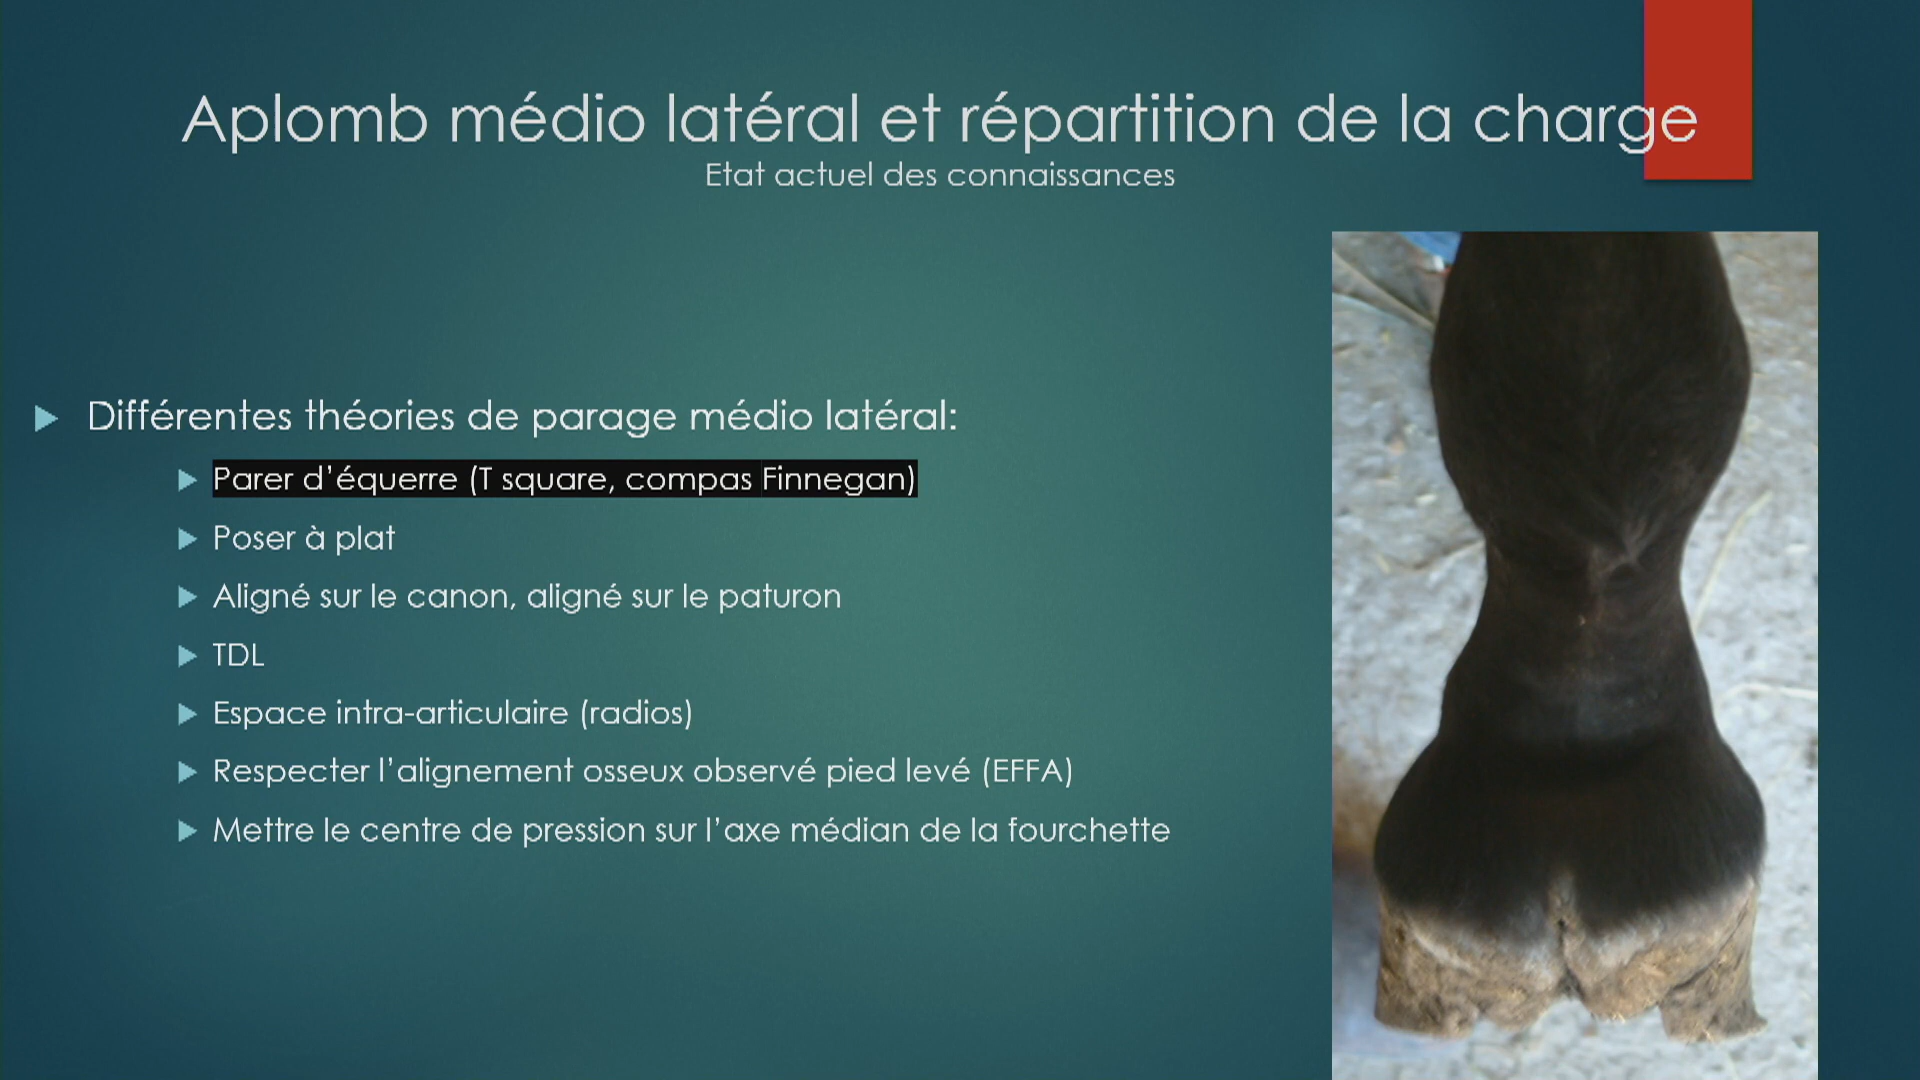 Aplomb médio latéral et répartition de la charge
Etat actuel des connaissances
Différentes théories de parage médio latéral:
Parer d'équerre (T square, compas Finnegan)
Poser à plat
Aligné sur le canon, aligné sur le paturon
TDL
Espace intra-articulaire (radios)
Respecter l'alignement osseux observé pied levé (EFFA)
Mettre le centre de pression sur l'axe médian de la fourchette